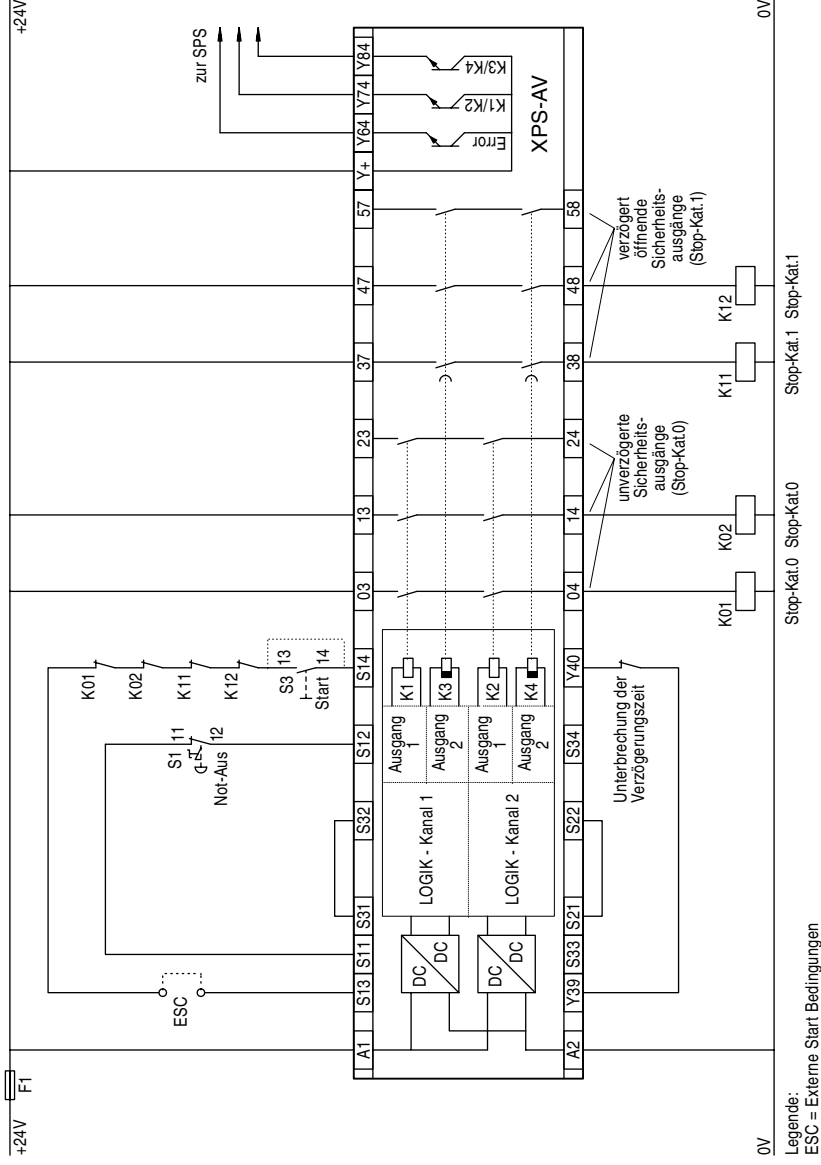 +24V
F1
+24V
zur SPS
ESC
S1
11
12
Not-Aus
K01
K02
K11
K12
S3
13
14
Start
A1
S13
S11
S31
S32
S12
S14
03
13
23
37
47
57
Y+
Y64
Y74
Y84
DC
DC
DC
DC
LOGIK - Kanal 1
LOGIK - Kanal 2
Ausgang
1
Ausgang
2
Ausgang
1
Ausgang
2
K1
K3
K2
K4
Error
K1/K2
K3/K4
XPS-AV
A2
Y39
S33
S21
S22
S34
Y40
04
14
24
38
48
58
Unterbrechung der
Verzögerungszeit
unverzögerte
Sicherheits-
ausgänge
(Stop-Kat.0)
verzögert
öffnende
Sicherheits-
ausgänge
(Stop-Kat.1)
K01
K02
K11
K12
0V
0V
Stop-Kat.0
Stop-Kat.0
Stop-Kat.1
Stop-Kat.1
Legende:
ESC = Externe Start Bedingungen